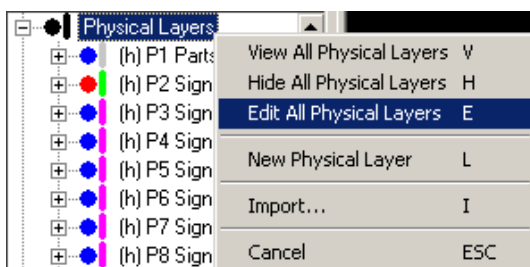 Physical Layers
(h) P1 Parts
(h) P2 Sign
(h) P3 Sign
(h) P4 Sign
(h) P5 Sign
(h) P6 Sign
(h) P7 Sign
(h) P8 Sign
View All Physical Layers V
Hide All Physical Layers H
Edit All Physical Layers E
New Physical Layer L
Import... I
Cancel ESC